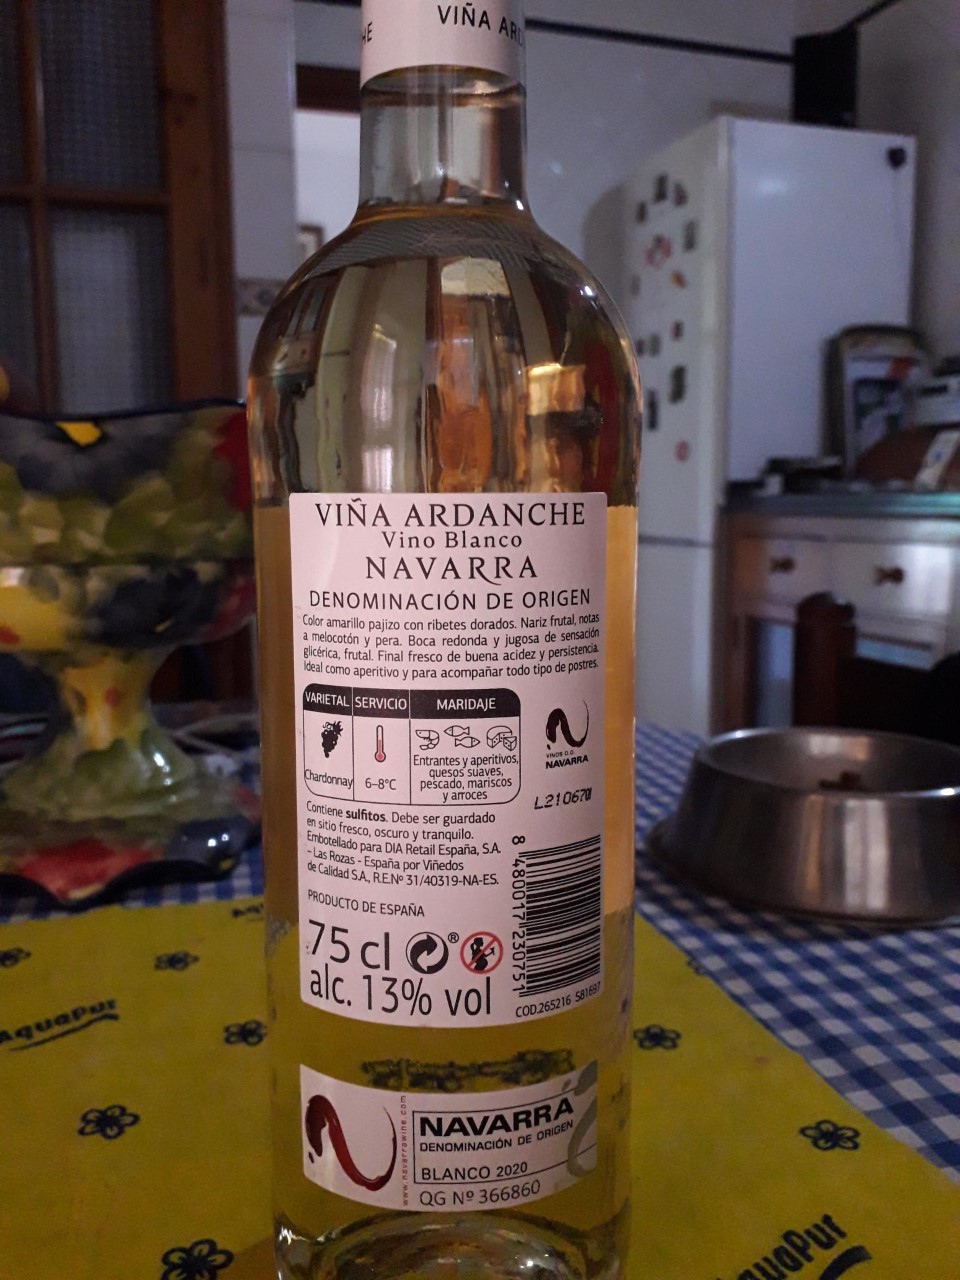 VIÑA ARD
VIÑA ARDANCHE
Vino Blanco
NAVARRA
DENOMINACIÓN DE ORIGEN
Color amarillo pajizo con ribetes dorados. Nariz frutal, notas
a melocotón y pera. Boca redonda y jugosa de sensación
glicérica, frutal. Final fresco de buena acidez y persistencia.
Ideal como aperitivo y para acompañar todo tipo de postres.
VARIETAL SERVICIO MARIDAJE
Chardonnay
6-8°C
Entrantes y aperitivos,
quesos suaves,
pescado, mariscos
y arroces
VINOS D.O.
NAVARRA
L21067
Contiene sulfitos. Debe ser guardado
en sitio fresco, oscuro y tranquilo.
Embotellado para DIA Retail España, S.A.
- Las Rozas - España por Viñedos
de Calidad S.A., R.E.Nº 31/40319-NA-ES.
PRODUCTO DE ESPAÑA
75 cl ®
alc. 13% vol
8 480017 230751
COD.265216 581697
www.navarrawine.com
NAVARRA
DENOMINACIÓN DE ORIGEN
BLANCO 2020
QG Nº 366860
AquaPur
AquaPur